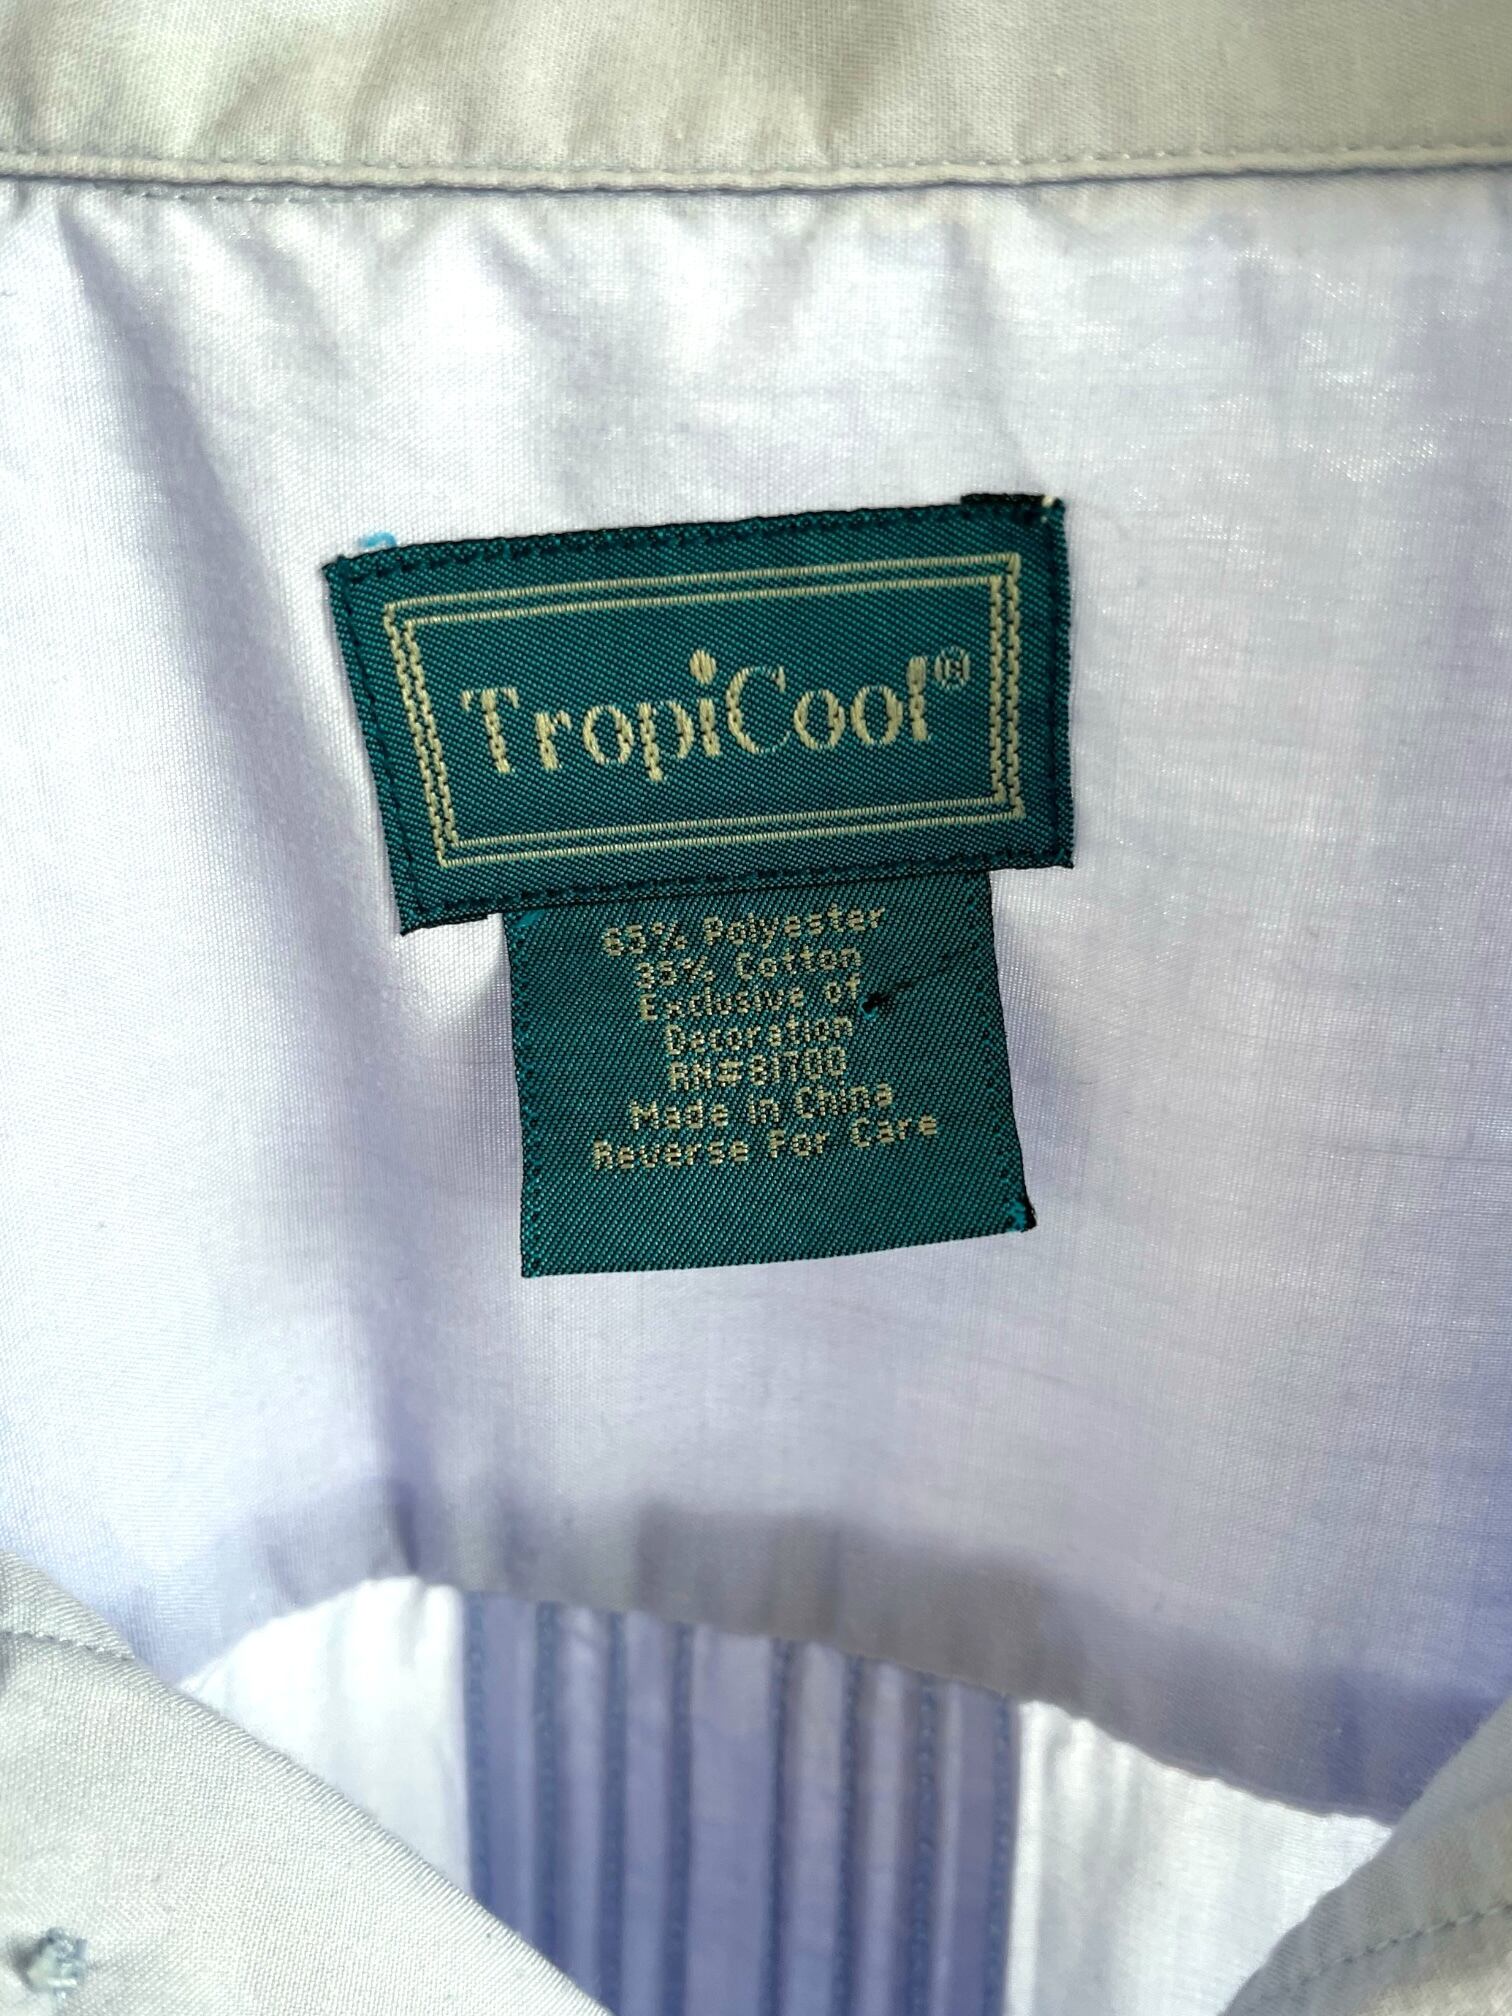 TropiCool®
65% Polyester
35% Cotton
Exclusive of
Decoration
RN#81700
Made in China
Reverse For Care